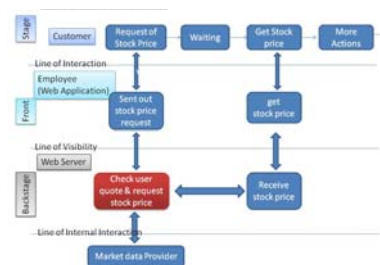 Stage
Customer
Request of
Stock Price
Waiting
Get Stock
price
More
Actions
Line of Interaction
Front
Employee
(Web Application)
Sent out
stock price
request
get
stock price
Line of Visibility
Backstage
Web Server
Check user
quote & request
stock price
Receive
stock price
Line of Internal Interaction
Market data Provider